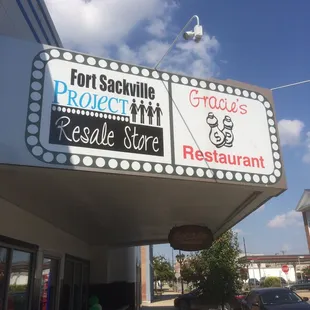 Fort Sackville
PROJECT
Resale Store
Gracie's
Restaurant